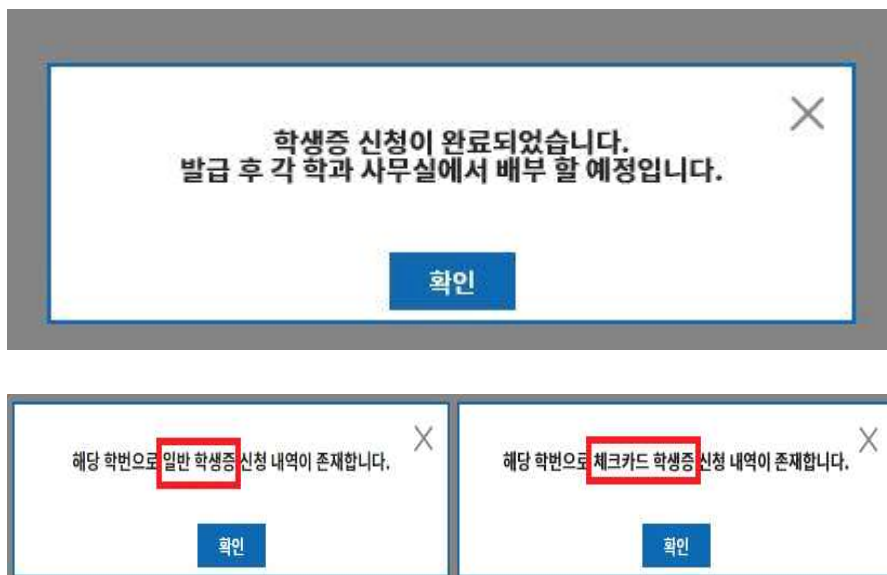 학생증 신청이 완료되었습니다.
발급 후 각 학과 사무실에서 배부 할 예정입니다.
확인
해당 학번으로 일반 학생증 신청 내역이 존재합니다.
확인
해당 학번으로 체크카드 학생증 신청 내역이 존재합니다.
확인